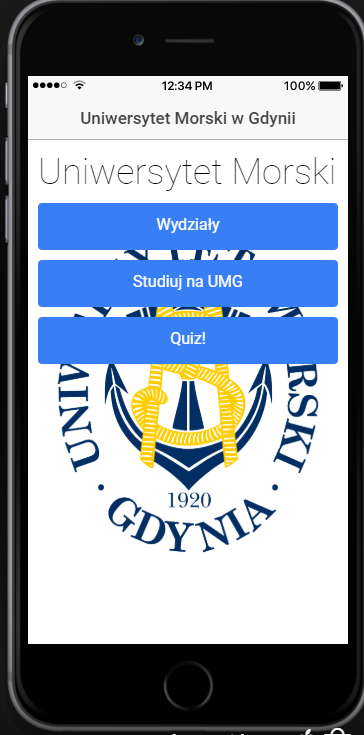 12:34 PM
100%
Uniwersytet Morski w Gdynii
Uniwersytet Morski
Wydziały
Studiuj na UMG
Quiz!
1920
· GDYNIA ·